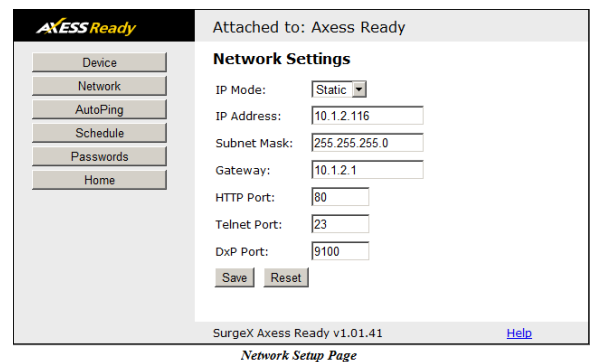 AXESS Ready
Attached to: Axess Ready
Device
Network
AutoPing
Schedule
Passwords
Home
Network Settings
IP Mode: Static
IP Address: 10.1.2.116
Subnet Mask: 255.255.255.0
Gateway: 10.1.2.1
HTTP Port: 80
Telnet Port: 23
DxP Port: 9100
Save Reset
SurgeX Axess Ready v1.01.41 Help
Network Setup Page